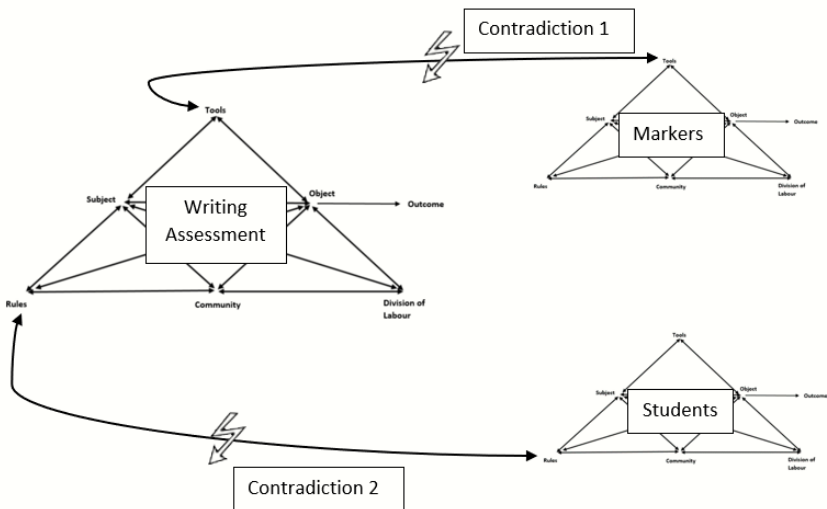 Contradiction 1
Tools
Subject
Object
Markers
Outcome
Rules
Community
Division of
Labour
Tools
Subject
Object
Writing
Assessment
Outcome
Rules
Community
Division of
Labour
Tools
Subject
Object
Students
Outcome
Rules
Community
Division of
Labour
Contradiction 2